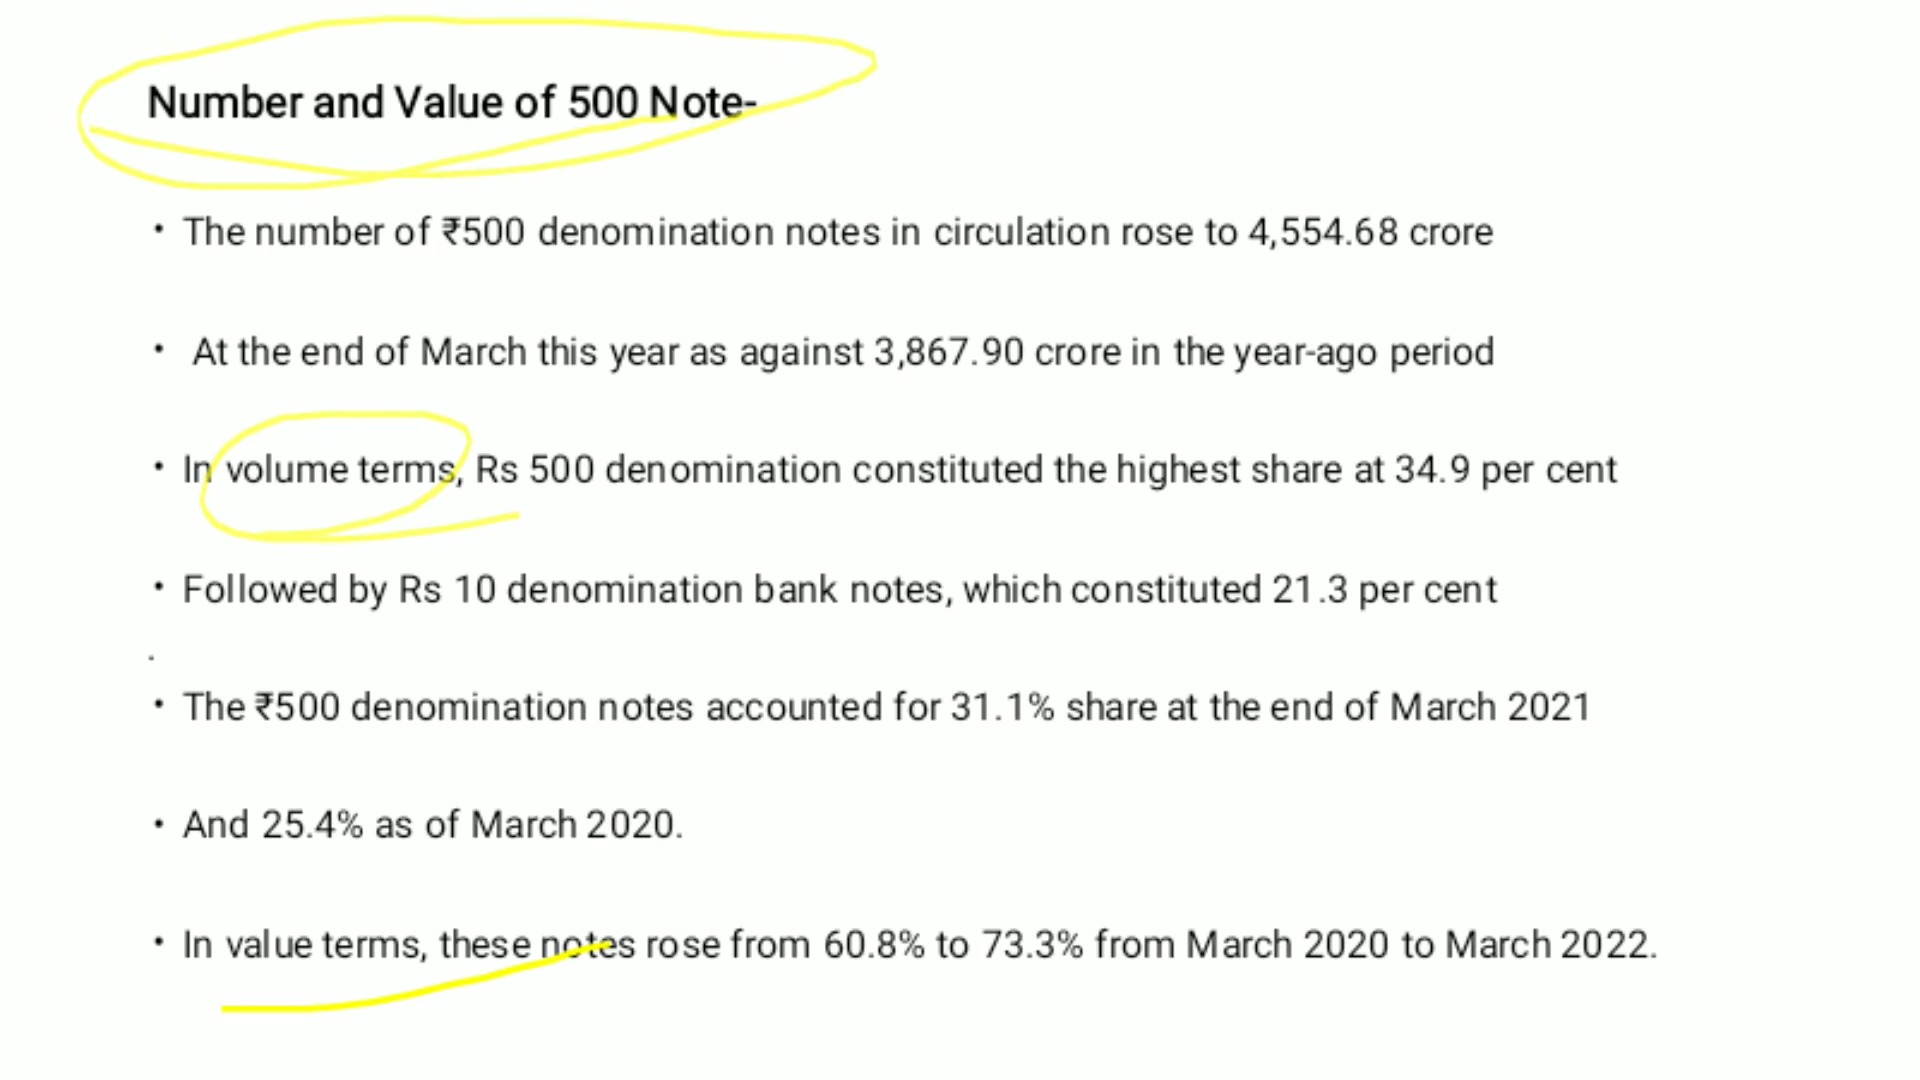 Number and Value of 500 Note-
• The number of ₹500 denomination notes in circulation rose to 4,554.68 crore
• At the end of March this year as against 3,867.90 crore in the year-ago period
• In volume terms, Rs 500 denomination constituted the highest share at 34.9 per cent
• Followed by Rs 10 denomination bank notes, which constituted 21.3 per cent
.
• The ₹500 denomination notes accounted for 31.1% share at the end of March 2021
• And 25.4% as of March 2020.
• In value terms, these notes rose from 60.8% to 73.3% from March 2020 to March 2022.